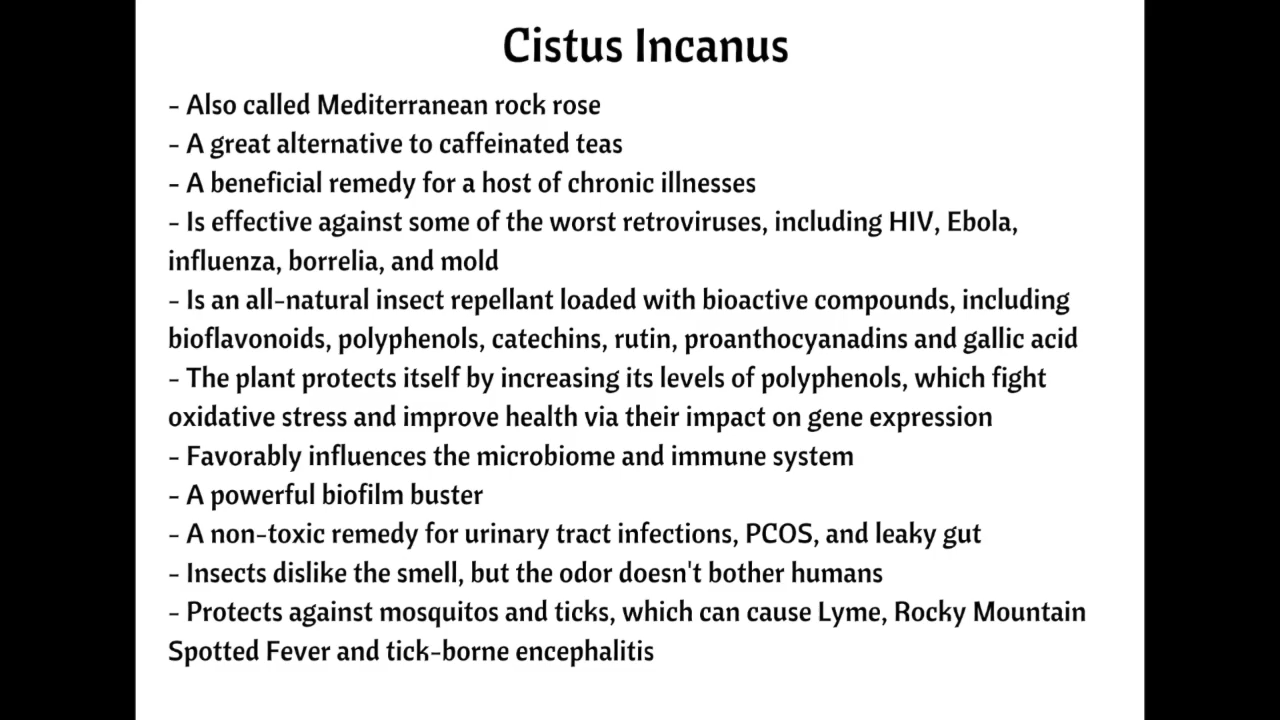 Cistus Incanus
- Also called Mediterranean rock rose
- A great alternative to caffeinated teas
- A beneficial remedy for a host of chronic illnesses
- Is effective against some of the worst retroviruses, including HIV, Ebola,
influenza, borrelia, and mold
- Is an all-natural insect repellant loaded with bioactive compounds, including
bioflavonoids, polyphenols, catechins, rutin, proanthocyanadins and gallic acid
- The plant protects itself by increasing its levels of polyphenols, which fight
oxidative stress and improve health via their impact on gene expression
- Favorably influences the microbiome and immune system
- A powerful biofilm buster
- A non-toxic remedy for urinary tract infections, PCOS, and leaky gut
- Insects dislike the smell, but the odor doesn't bother humans
- Protects against mosquitos and ticks, which can cause Lyme, Rocky Mountain
Spotted Fever and tick-borne encephalitis